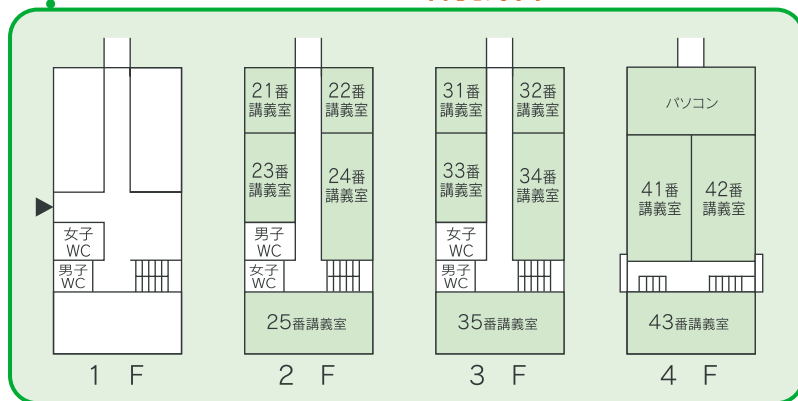 女子
WC
男子
WC
1 F
21番
講義室
22番
講義室
23番
講義室
24番
講義室
男子
WC
女子
WC
25番講義室
2 F
31番
講義室
32番
講義室
33番
講義室
34番
講義室
女子
WC
男子
WC
35番講義室
3 F
パソコン
41番
講義室
42番
講義室
43番講義室
4 F